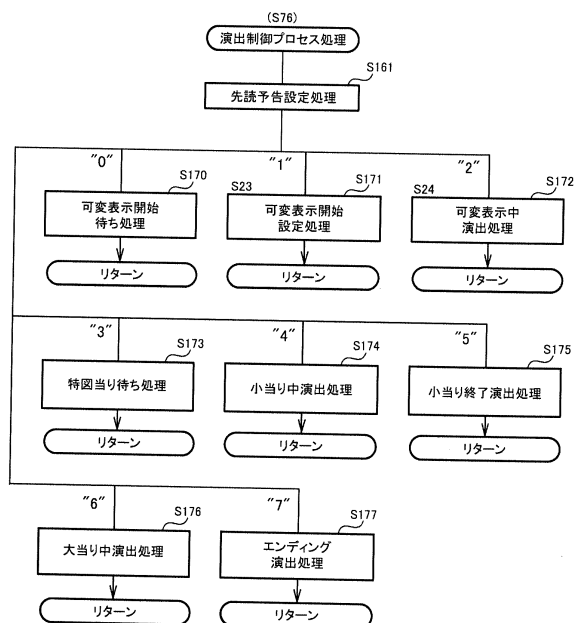 (S76)
演出制御プロセス処理
S161
先読予告設定処理
"0"
"1"
"2"
S170
S23
S171
S24
S172
可変表示開始
待ち処理
可変表示開始
設定処理
可変表示中
演出処理
リターン
リターン
リターン
"3"
"4"
"5"
S173
S174
S175
特図当り待ち処理
小当り中演出処理
小当り終了演出処理
リターン
リターン
リターン
"6"
"7"
S176
S177
大当り中演出処理
エンディング
演出処理
リターン
リターン